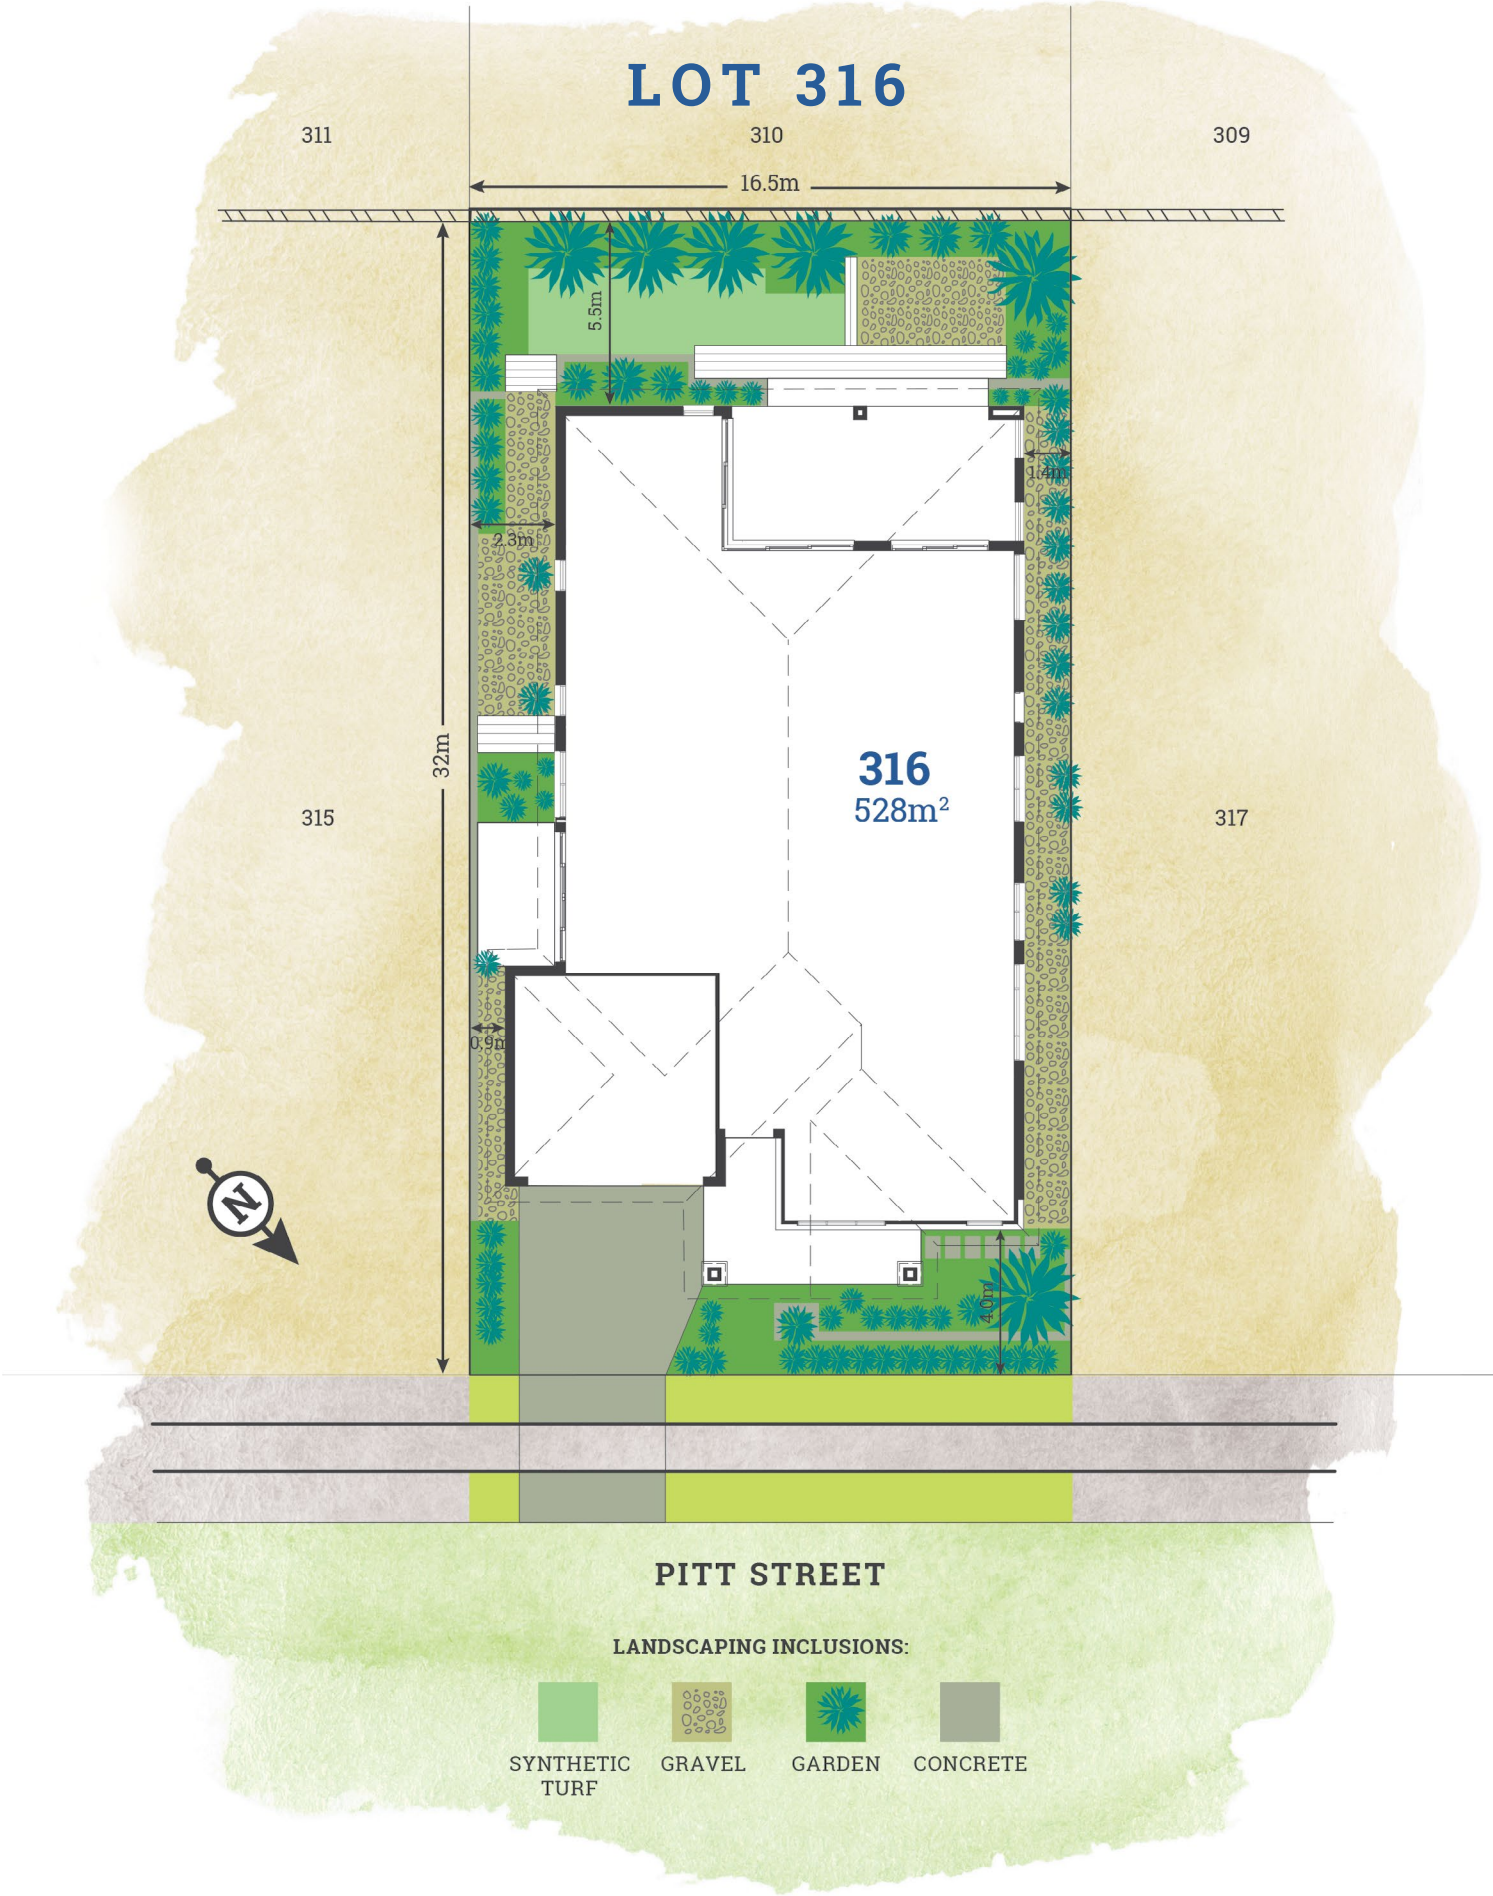 LOT 316
311
310
309
16.5m
5.5m
1.4m
2.3m
32m
316
528m²
315
317
0.9m
N
4.0m
PITT STREET
LANDSCAPING INCLUSIONS:
SYNTHETIC
TURF
GRAVEL
GARDEN
CONCRETE